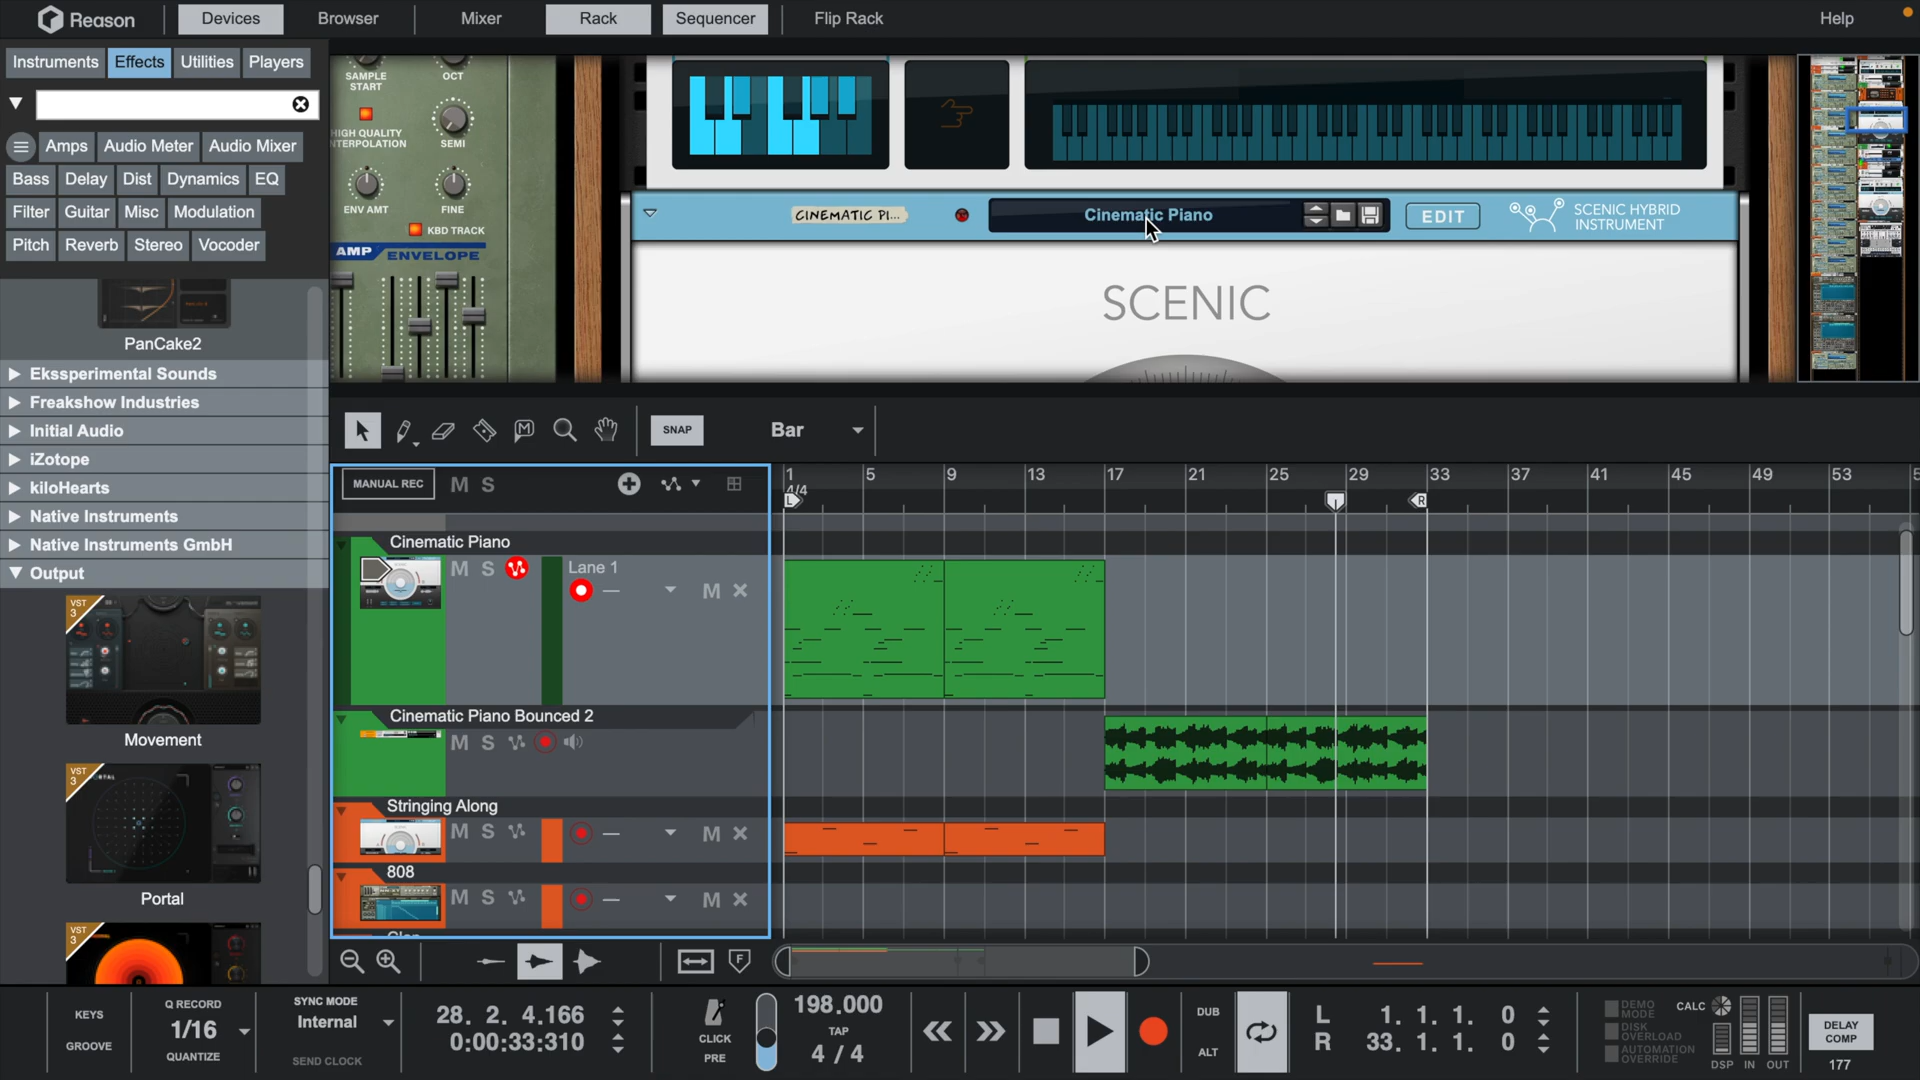 Reason
Devices
Browser
Mixer
Rack
Sequencer
Flip Rack
Help
Instruments
Effects
Utilities
Players
Amps
Audio Meter
Audio Mixer
Bass
Delay
Dist
Dynamics
EQ
Filter
Guitar
Misc
Modulation
Pitch
Reverb
Stereo
Vocoder
PanCake2
Ekssperimental Sounds
Freakshow Industries
Initial Audio
iZotope
kiloHearts
Native Instruments
Native Instruments GmbH
Output
VST
3
Movement
VST
3
Portal
VST
3
SAMPLE
START
OCT
HIGH QUALITY
INTERPOLATION
SEMI
ENV AMT
FINE
KBD TRACK
AMP
ENVELOPE
CINEMATIC PI...
Cinematic Piano
EDIT
SCENIC HYBRID
INSTRUMENT
SCENIC
SNAP
Bar
MANUAL REC
M
S
1
5
9
13
17
21
25
29
33
37
41
45
49
53
4/4
L
R
Cinematic Piano
M
S
Lane 1
M
Cinematic Piano Bounced 2
M
S
Stringing Along
M
S
M
808
M
S
M
F
KEYS
GROOVE
Q RECORD
1/16
QUANTIZE
SYNC MODE
Internal
SEND CLOCK
28. 2. 4.166
0:00:33:310
CLICK
PRE
198.000
TAP
4 / 4
DUB
ALT
L 1. 1. 1. 0
R 33. 1. 1. 0
DEMO
MODE
DISK
OVERLOAD
AUTOMATION
OVERRIDE
CALC
DSP
IN
OUT
DELAY
COMP
177